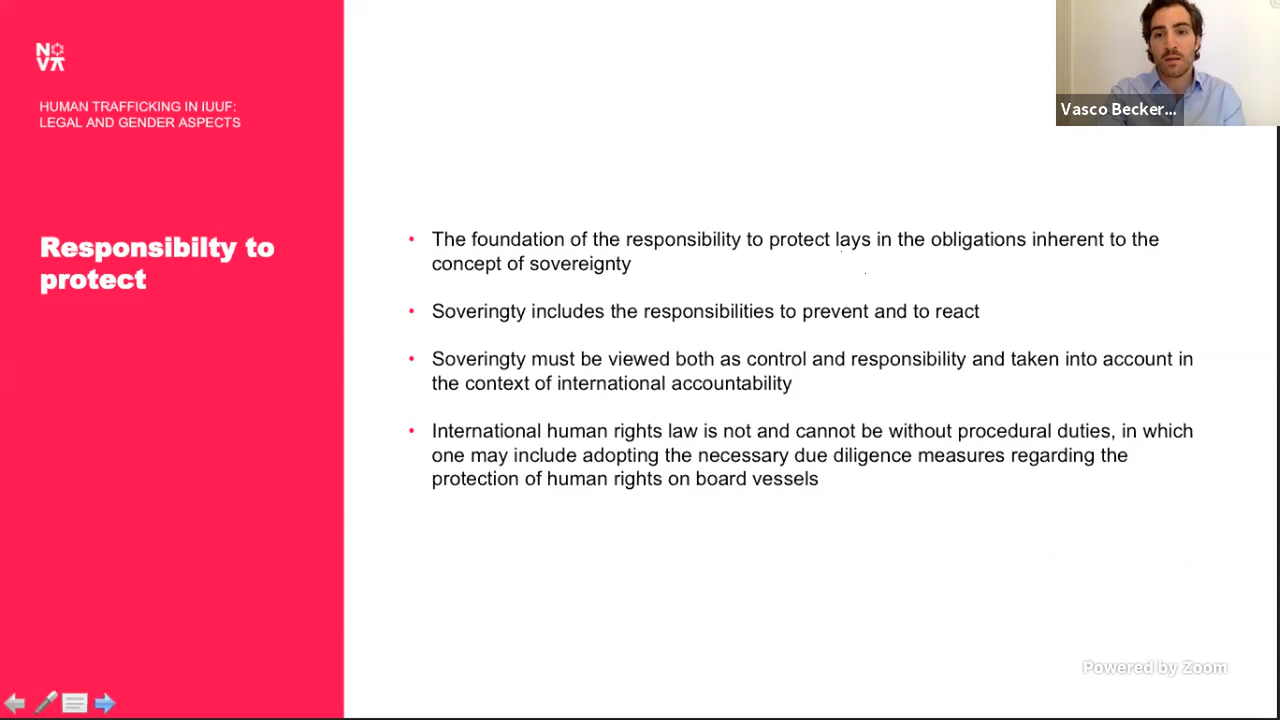 NOVA
HUMAN TRAFFICKING IN IUUF:
LEGAL AND GENDER ASPECTS
Responsibilty to
protect
• The foundation of the responsibility to protect lays in the obligations inherent to the
concept of sovereignty
• Soveringty includes the responsibilities to prevent and to react
• Soveringty must be viewed both as control and responsibility and taken into account in
the context of international accountability
• International human rights law is not and cannot be without procedural duties, in which
one may include adopting the necessary due diligence measures regarding the
protection of human rights on board vessels
Vasco Becker...
Powered by Zoom